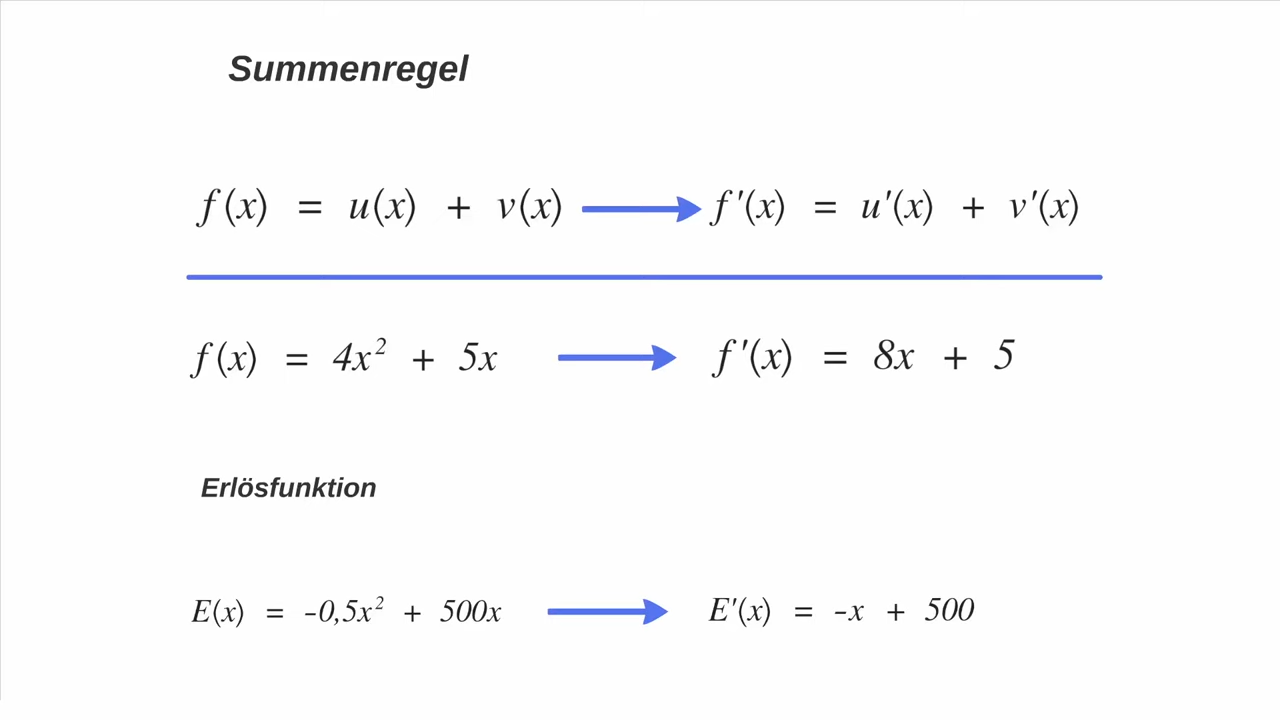 Summenregel
f(x) = u(x) + v(x) → f'(x) = u'(x) + v'(x)
f(x) = 4x² + 5x → f'(x) = 8x + 5
Erlösfunktion
E(x) = -0,5x² + 500x → E'(x) = -x + 500